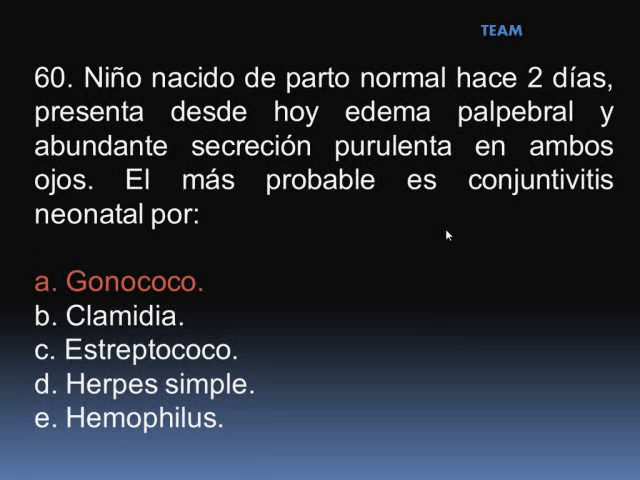 TEAM
60. Niño nacido de parto normal hace 2 días,
presenta desde hoy edema palpebral y
abundante secreción purulenta en ambos
ojos. El más probable es conjuntivitis
neonatal por:
a. Gonococo.
b. Clamidia.
c. Estreptococo.
d. Herpes simple.
e. Hemophilus.